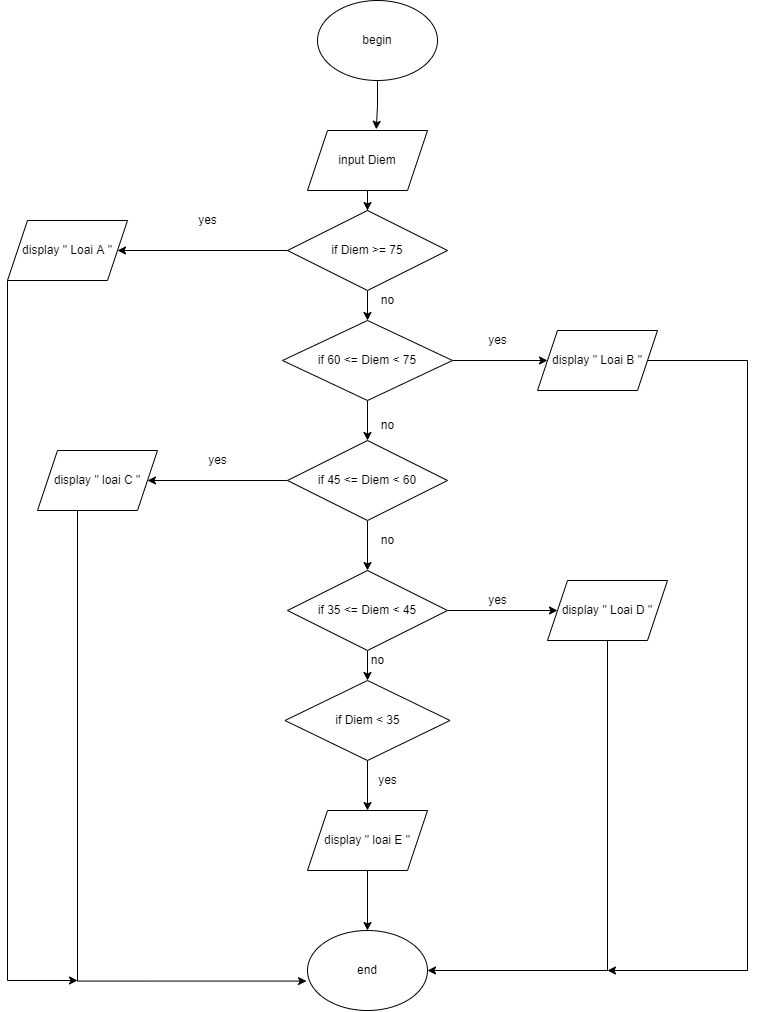 begin
input Diem
yes
display " Loai A "
if Diem >= 75
no
yes
if 60 <= Diem < 75
display " Loai B "
no
yes
display " loai C "
if 45 <= Diem < 60
no
yes
if 35 <= Diem < 45
display " Loai D "
no
if Diem < 35
yes
display " loai E "
end